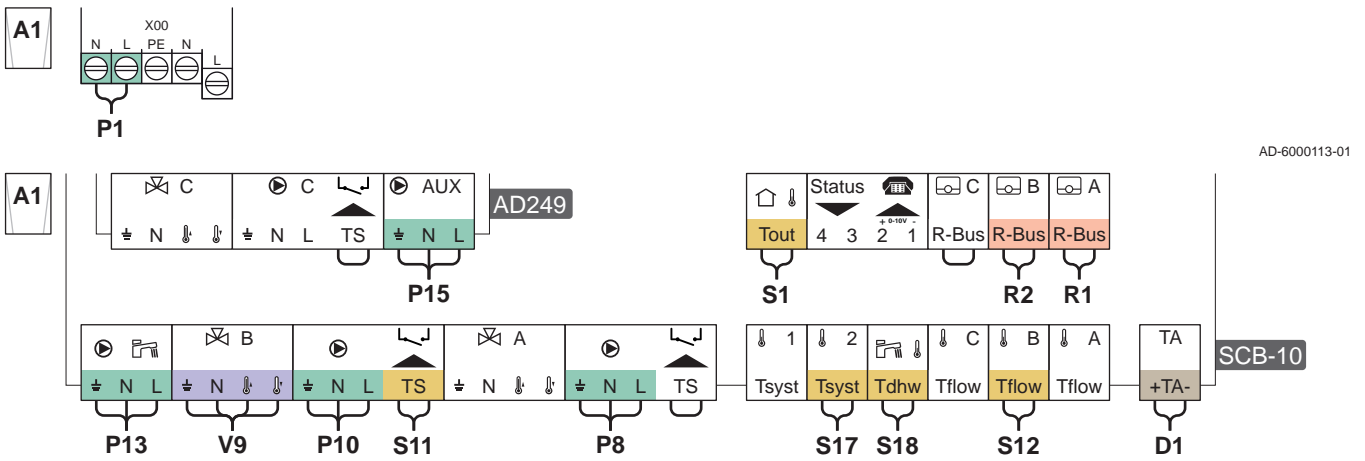 A1
X00
N L PE N L
P1
AD-6000113-01
A1
C C AUX
AD249
N N L TS N L
P15
Status C B A
+ 0-10V -
Tout 4 3 2 1 R-Bus R-Bus R-Bus
S1 R2 R1
B A
N L N N L TS N N L TS
P13 V9 P10 S11 P8
1 2 C B A
Tsyst Tsyst Tdhw Tflow Tflow Tflow
S17 S18 S12
TA
+TA-
D1
SCB-10